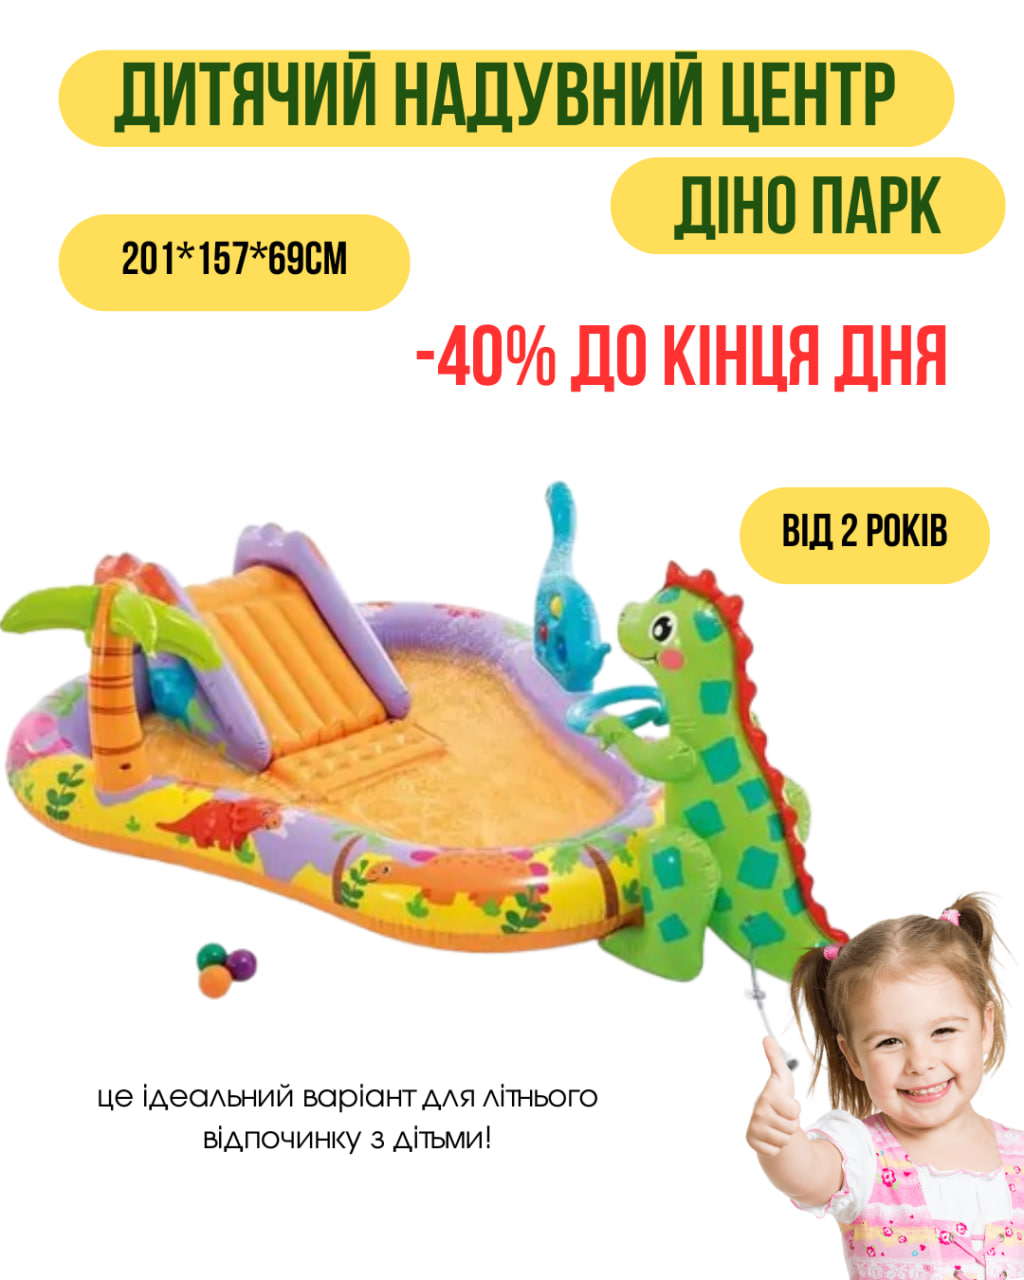 ДИТЯЧИЙ НАДУВНИЙ ЦЕНТР
ДІНО ПАРК
201*157*69СМ
-40% ДО КІНЦЯ ДНЯ
ВІД 2 РОКІВ
це ідеальний варіант для літнього
відпочинку з дітьми!